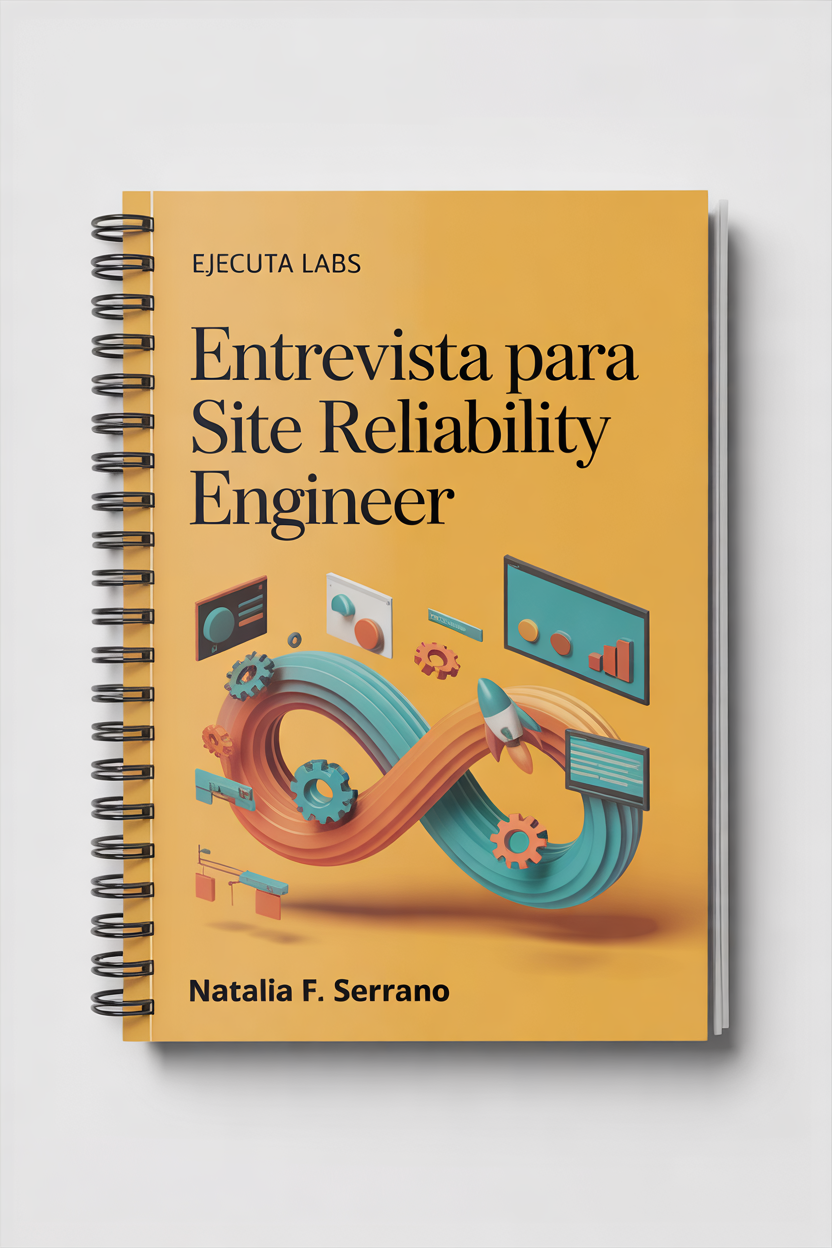 EJECUTA LABS
Entrevista para
Site Reliability
Engineer
Natalia F. Serrano